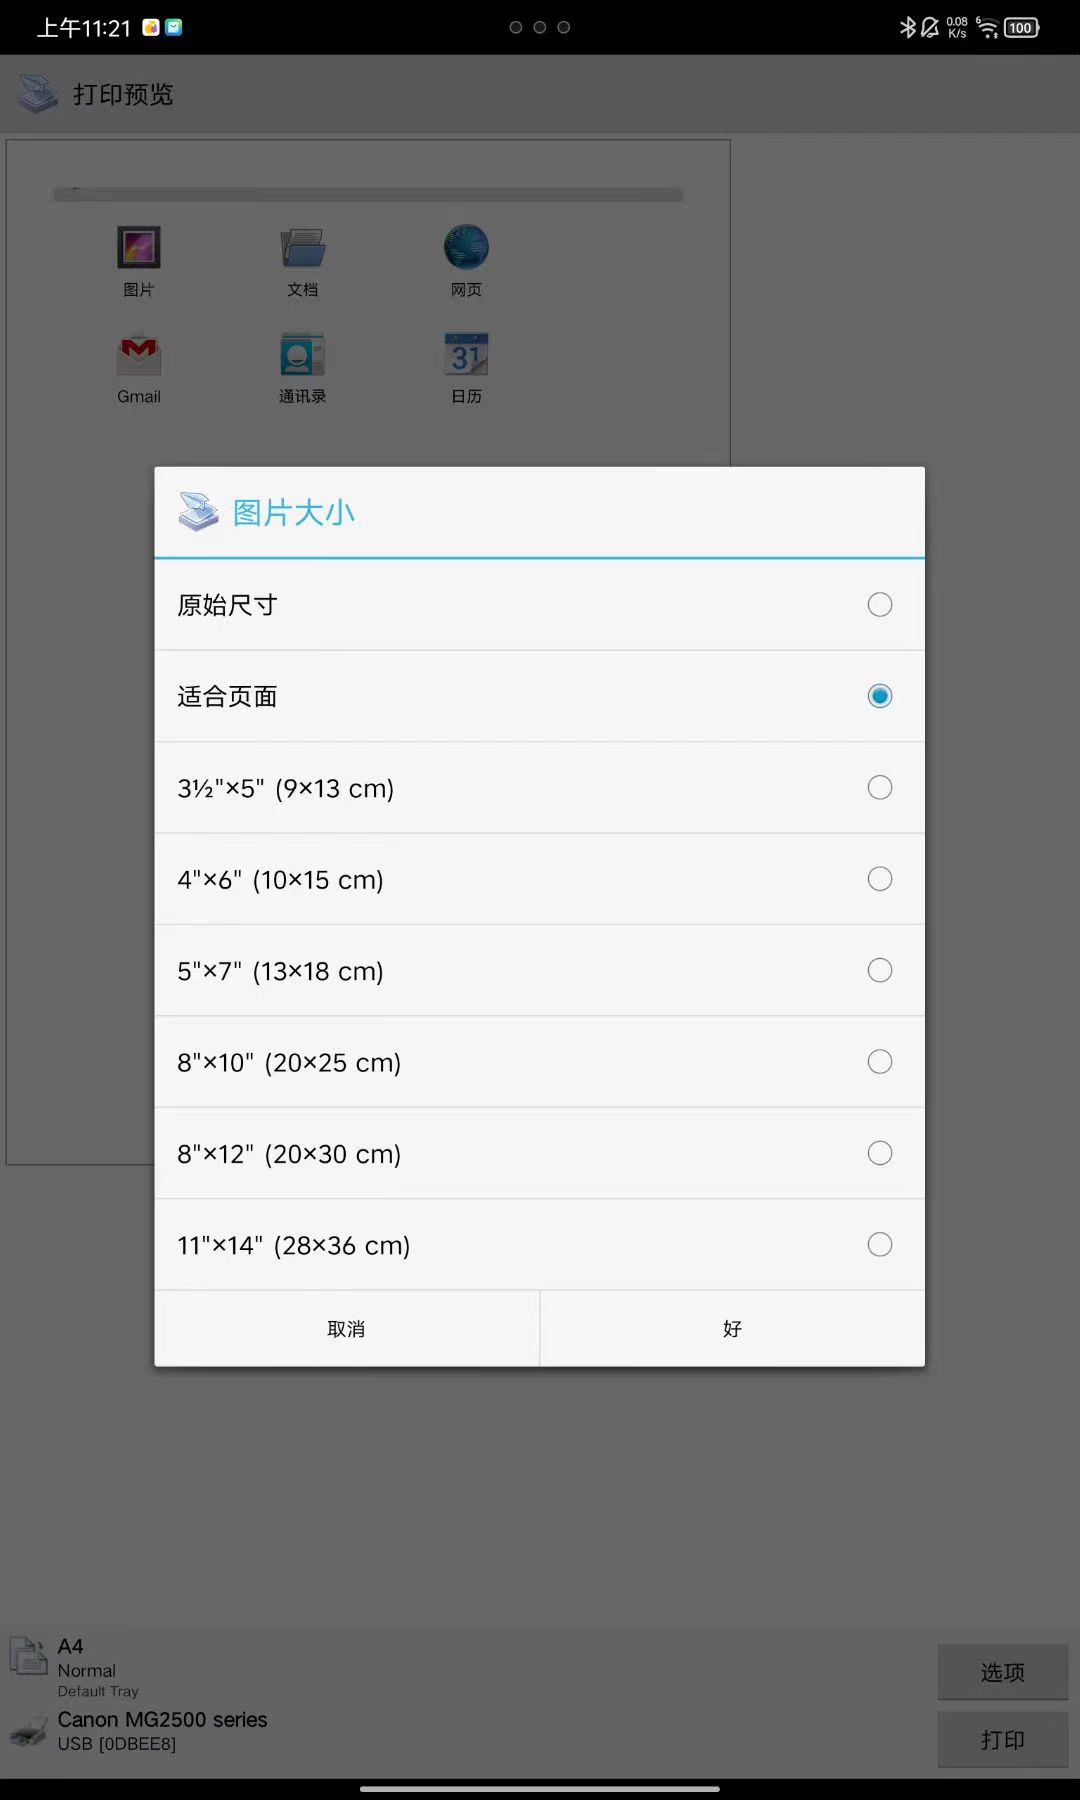 上午11:21
0.08
K/s
6
100
打印预览
图片
文档
网页
Gmail
通讯录
31
日历
图片大小
原始尺寸
适合页面
3½"×5" (9×13 cm)
4"×6" (10×15 cm)
5"×7" (13×18 cm)
8"×10" (20×25 cm)
8"×12" (20×30 cm)
11"×14" (28×36 cm)
取消
好
A4
Normal
Default Tray
选项
Canon MG2500 series
USB [0DBEE8]
打印